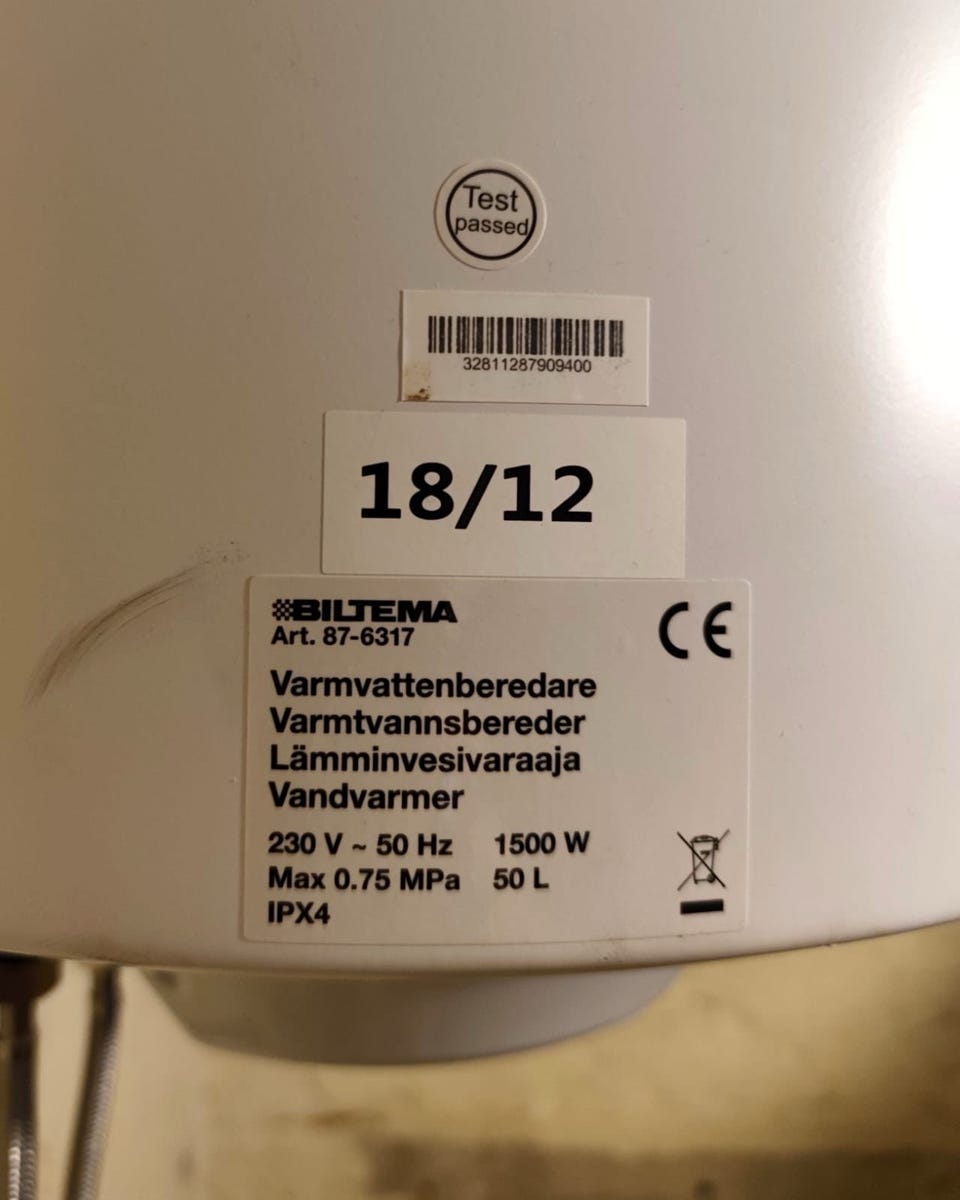 Test
passed
32811287909400
18/12
BILTEMA
Art. 87-6317
CE
Varmvattenberedare
Varmtvannsbereder
Lämminvesivaraaja
Vandvarmer
230 V ~ 50 Hz 1500 W
Max 0.75 MPa 50 L
IPX4